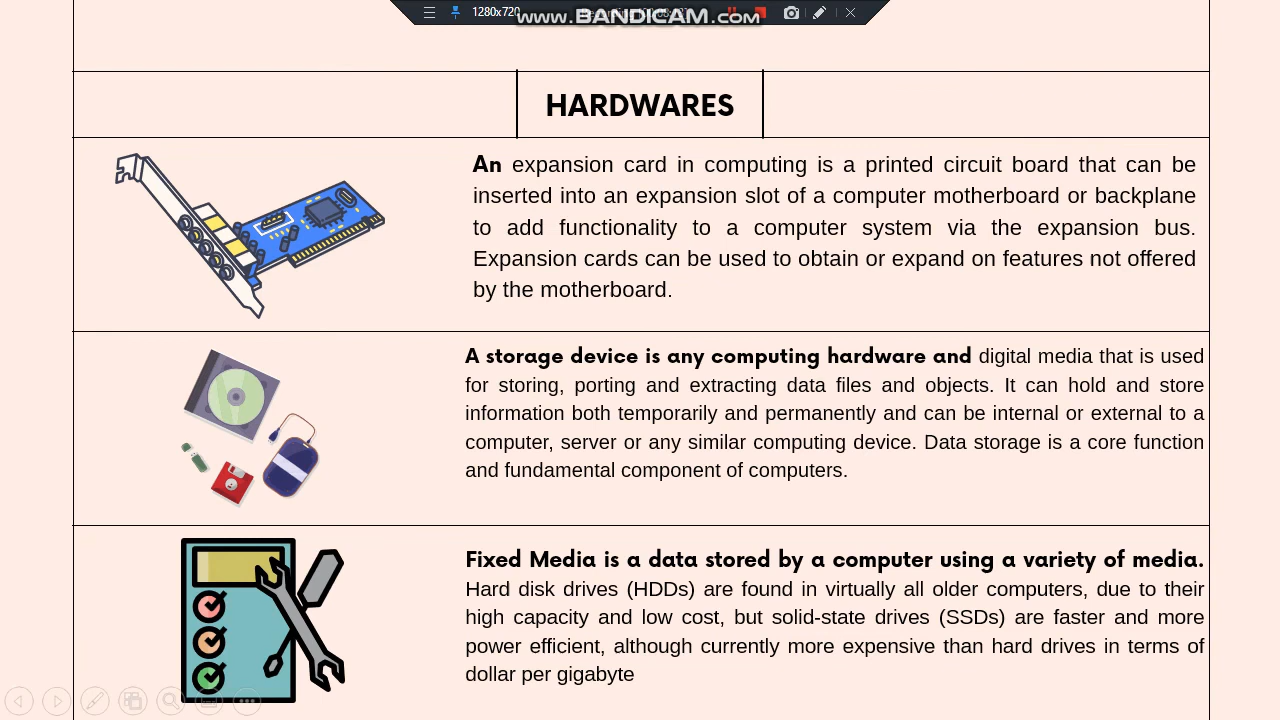 1280x720
www.BANDICAM.com
HARDWARES
An expansion card in computing is a printed circuit board that can be
inserted into an expansion slot of a computer motherboard or backplane
to add functionality to a computer system via the expansion bus.
Expansion cards can be used to obtain or expand on features not offered
by the motherboard.
A storage device is any computing hardware and digital media that is used
for storing, porting and extracting data files and objects. It can hold and store
information both temporarily and permanently and can be internal or external to a
computer, server or any similar computing device. Data storage is a core function
and fundamental component of computers.
Fixed Media is a data stored by a computer using a variety of media.
Hard disk drives (HDDs) are found in virtually all older computers, due to their
high capacity and low cost, but solid-state drives (SSDs) are faster and more
power efficient, although currently more expensive than hard drives in terms of
dollar per gigabyte